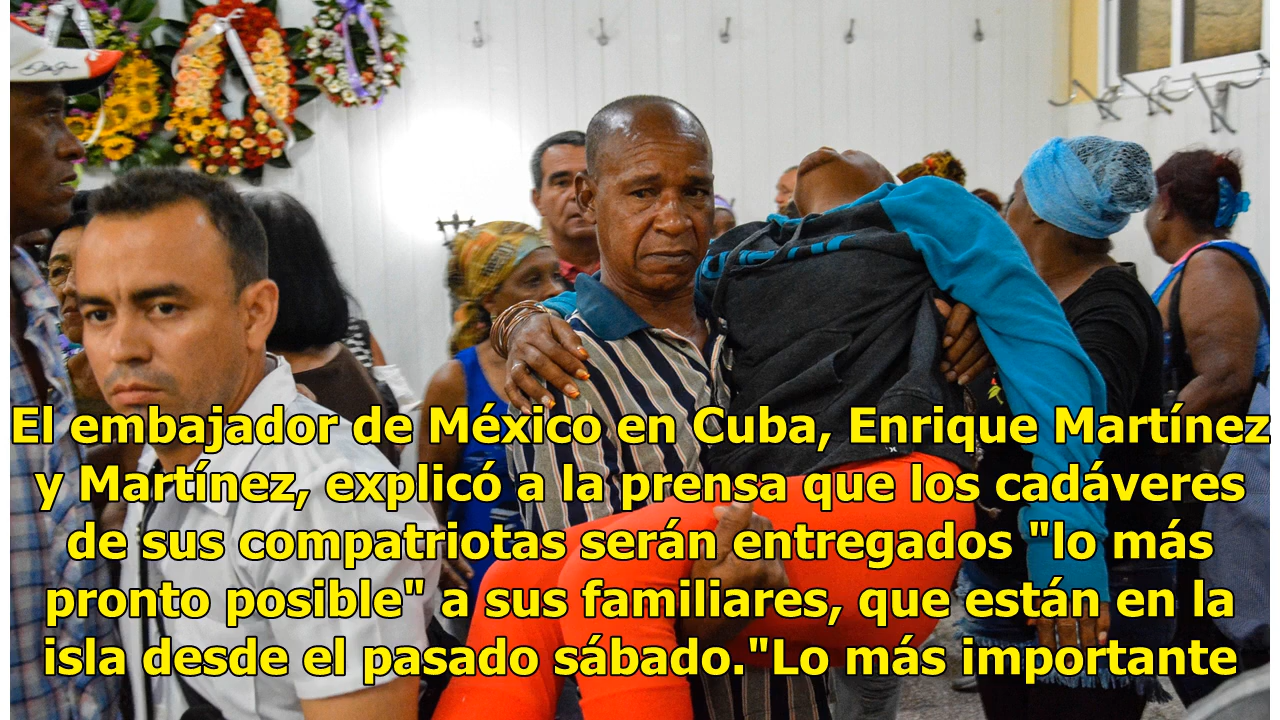 El embajador de México en Cuba, Enrique Martínez
y Martínez, explicó a la prensa que los cadáveres
de sus compatriotas serán entregados "lo más
pronto posible" a sus familiares, que están en la
isla desde el pasado sábado."Lo más importante